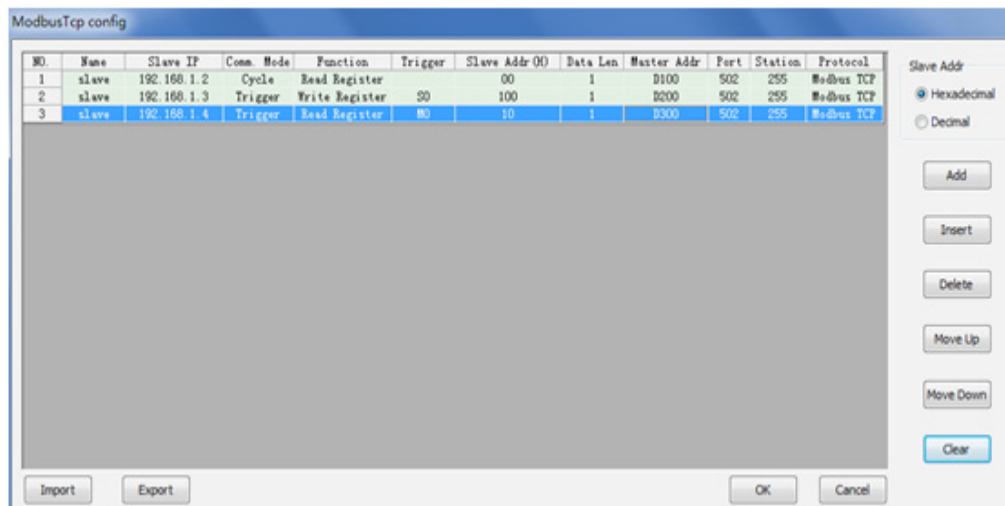 ModbusTcp config
NO. Name Slave IP Comm. Mode Function Trigger Slave Addr(H) Data Len Master Addr Port Station Protocol
1 slave 192.168.1.2 Cycle Read Register 00 1 D100 502 255 Modbus TCP
2 slave 192.168.1.3 Trigger Write Register S0 100 1 D200 502 255 Modbus TCP
3 slave 192.168.1.4 Trigger Read Register M0 10 1 D300 502 255 Modbus TCP
Slave Addr
Hexadecimal
Decimal
Add
Insert
Delete
Move Up
Move Down
Clear
Import Export OK Cancel